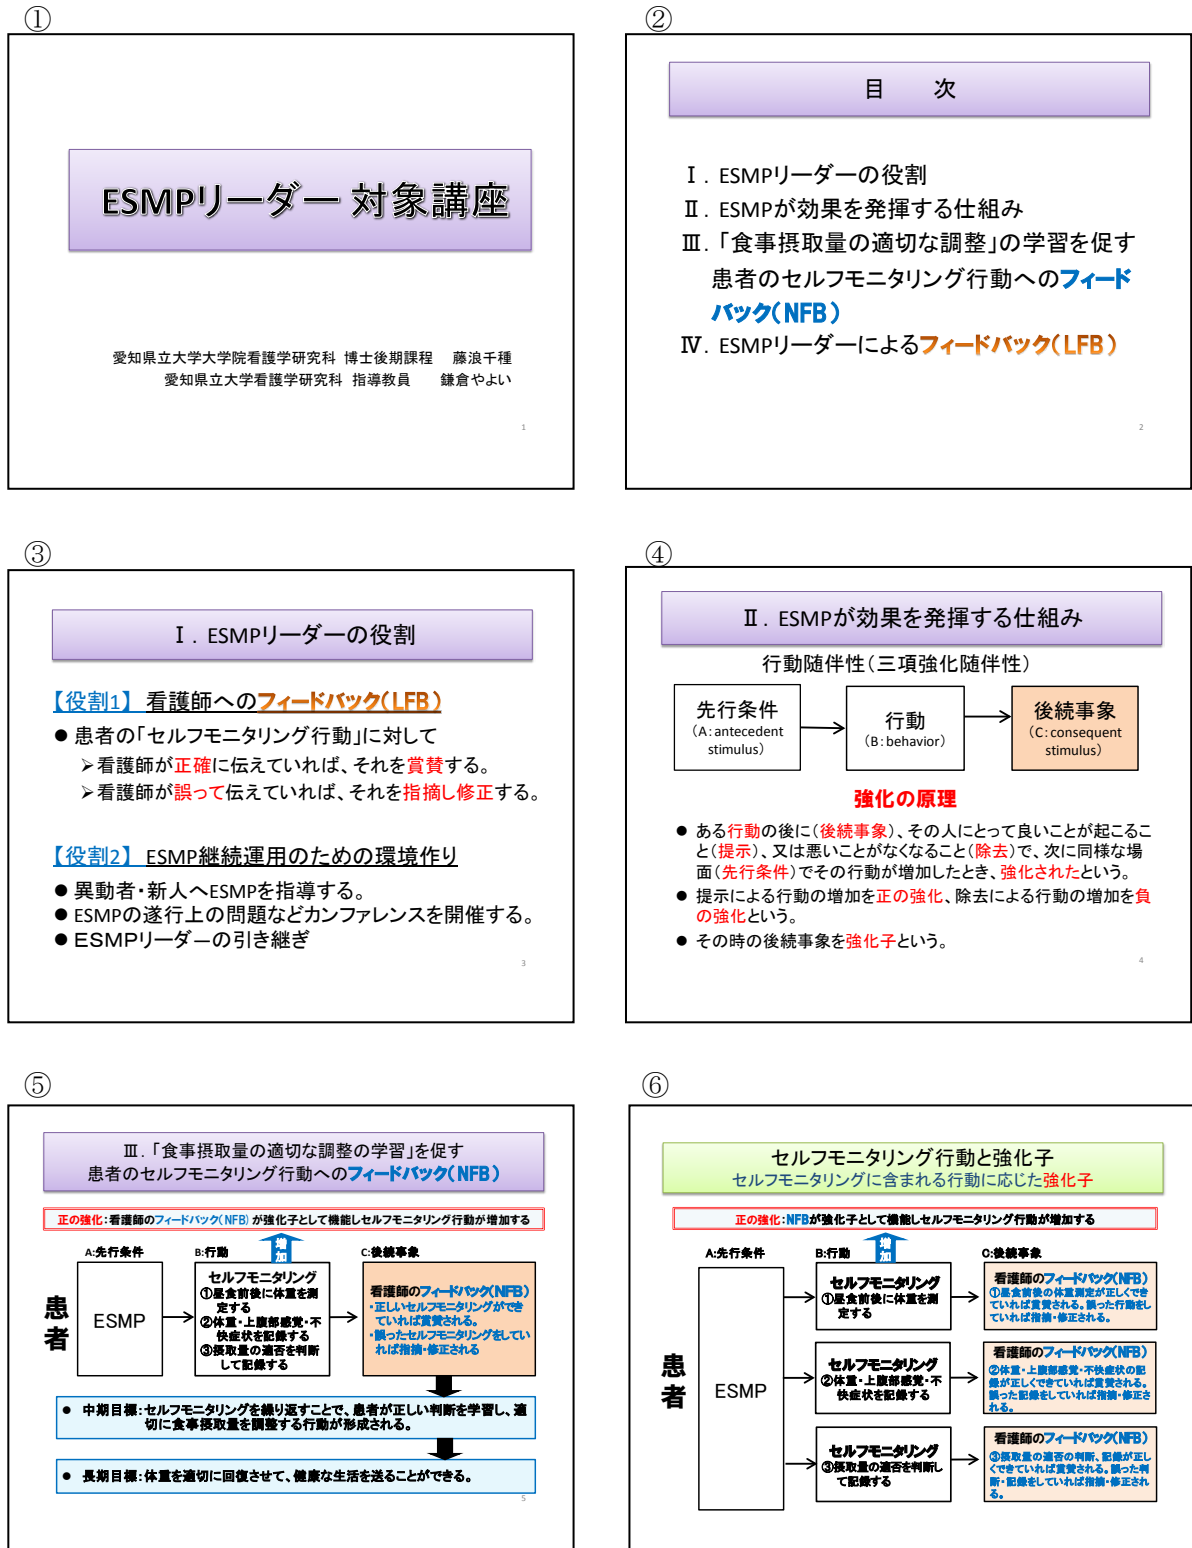 ①
ESMPリーダー 対象講座
愛知県立大学大学院看護学研究科 博士後期課程 藤浪千種
愛知県立大学看護学研究科 指導教員 鎌倉やよい
1
②
目 次
Ⅰ. ESMPリーダーの役割
Ⅱ. ESMPが効果を発揮する仕組み
Ⅲ.「食事摂取量の適切な調整」の学習を促す
患者のセルフモニタリング行動へのフィード
バック(NFB)
Ⅳ. ESMPリーダーによるフィードバック(LFB)
2
③
Ⅰ. ESMPリーダーの役割
【役割1】 看護師へのフィードバック(LFB)
● 患者の「セルフモニタリング行動」に対して
➢看護師が正確に伝えていれば、それを賞賛する。
➢看護師が誤って伝えていれば、それを指摘し修正する。
【役割2】 ESMP継続運用のための環境作り
● 異動者・新人へESMPを指導する。
● ESMPの遂行上の問題などカンファレンスを開催する。
● ESMPリーダーの引き継ぎ
3
④
Ⅱ. ESMPが効果を発揮する仕組み
行動随伴性(三項強化随伴性)
先行条件
(A:antecedent
stimulus)
行動
(B:behavior)
後続事象
(C:consequent
stimulus)
強化の原理
● ある行動の後に(後続事象)、その人にとって良いことが起こるこ
と(提示)、又は悪いことがなくなること(除去)で、次に同様な場
面(先行条件)でその行動が増加したとき、強化されたという。
● 提示による行動の増加を正の強化、除去による行動の増加を負
の強化という。
● その時の後続事象を強化子という。
4
⑤
Ⅲ.「食事摂取量の適切な調整の学習」を促す
患者のセルフモニタリング行動へのフィードバック(NFB)
正の強化:看護師のフィードバック(NFB)が強化子として機能しセルフモニタリング行動が増加する
増加
A:先行条件
B:行動
C:後続事象
患者
ESMP
セルフモニタリング
①昼食前後に体重を測
定する
②体重・上腹部感覚・不
快症状を記録する
③摂取量の適否を判断
して記録する
看護師のフィードバック(NFB)
・正しいセルフモニタリングができ
ていれば賞賛される。
・誤ったセルフモニタリングをしてい
れば指摘・修正される
● 中期目標:セルフモニタリングを繰り返すことで、患者が正しい判断を学習し、適
切に食事摂取量を調整する行動が形成される。
● 長期目標:体重を適切に回復させて、健康な生活を送ることができる。
5
⑥
セルフモニタリング行動と強化子
セルフモニタリングに含まれる行動に応じた強化子
正の強化:NFBが強化子として機能しセルフモニタリング行動が増加する
増加
A:先行条件
B:行動
C:後続事象
患者
ESMP
セルフモニタリング
①昼食前後に体重を測
定する
看護師のフィードバック(NFB)
①昼食前後の体重測定が正しくでき
ていれば賞賛される。誤った行動をし
ていれば指摘・修正される。
セルフモニタリング
②体重・上腹部感覚・不
快症状を記録する
看護師のフィードバック(NFB)
②体重・上腹部感覚・不快症状の記
録が正しくできていれば賞賛される。
誤った記録をしていれば指摘・修正さ
れる。
セルフモニタリング
③摂取量の適否を判断し
て記録する
看護師のフィードバック(NFB)
③摂取量の適否の判断、記録が正し
くできていれば賞賛される。誤った判
断・記録をしていれば指摘・修正され
る。